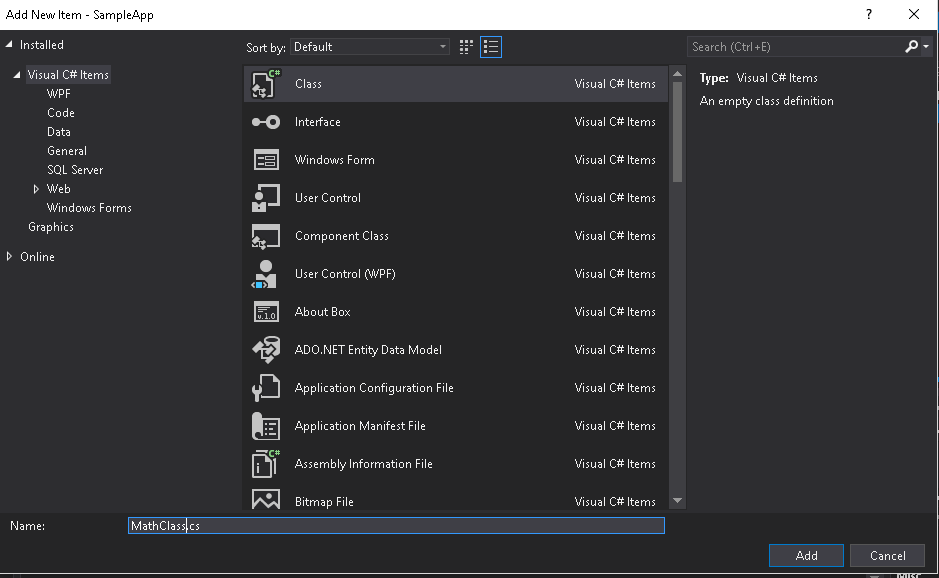 Add New Item - SampleApp
?
Installed
Sort by: Default
Search (Ctrl+E)
Visual C# Items
WPF
Code
Data
General
SQL Server
Web
Windows Forms
Graphics
Online
C# Class Visual C# Items
Interface Visual C# Items
Windows Form Visual C# Items
User Control Visual C# Items
Component Class Visual C# Items
User Control (WPF) Visual C# Items
v.1.0 About Box Visual C# Items
ADO.NET Entity Data Model Visual C# Items
Application Configuration File Visual C# Items
Application Manifest File Visual C# Items
C# Assembly Information File Visual C# Items
Bitmap File Visual C# Items
Type: Visual C# Items
An empty class definition
Name: MathClass.cs
Add Cancel